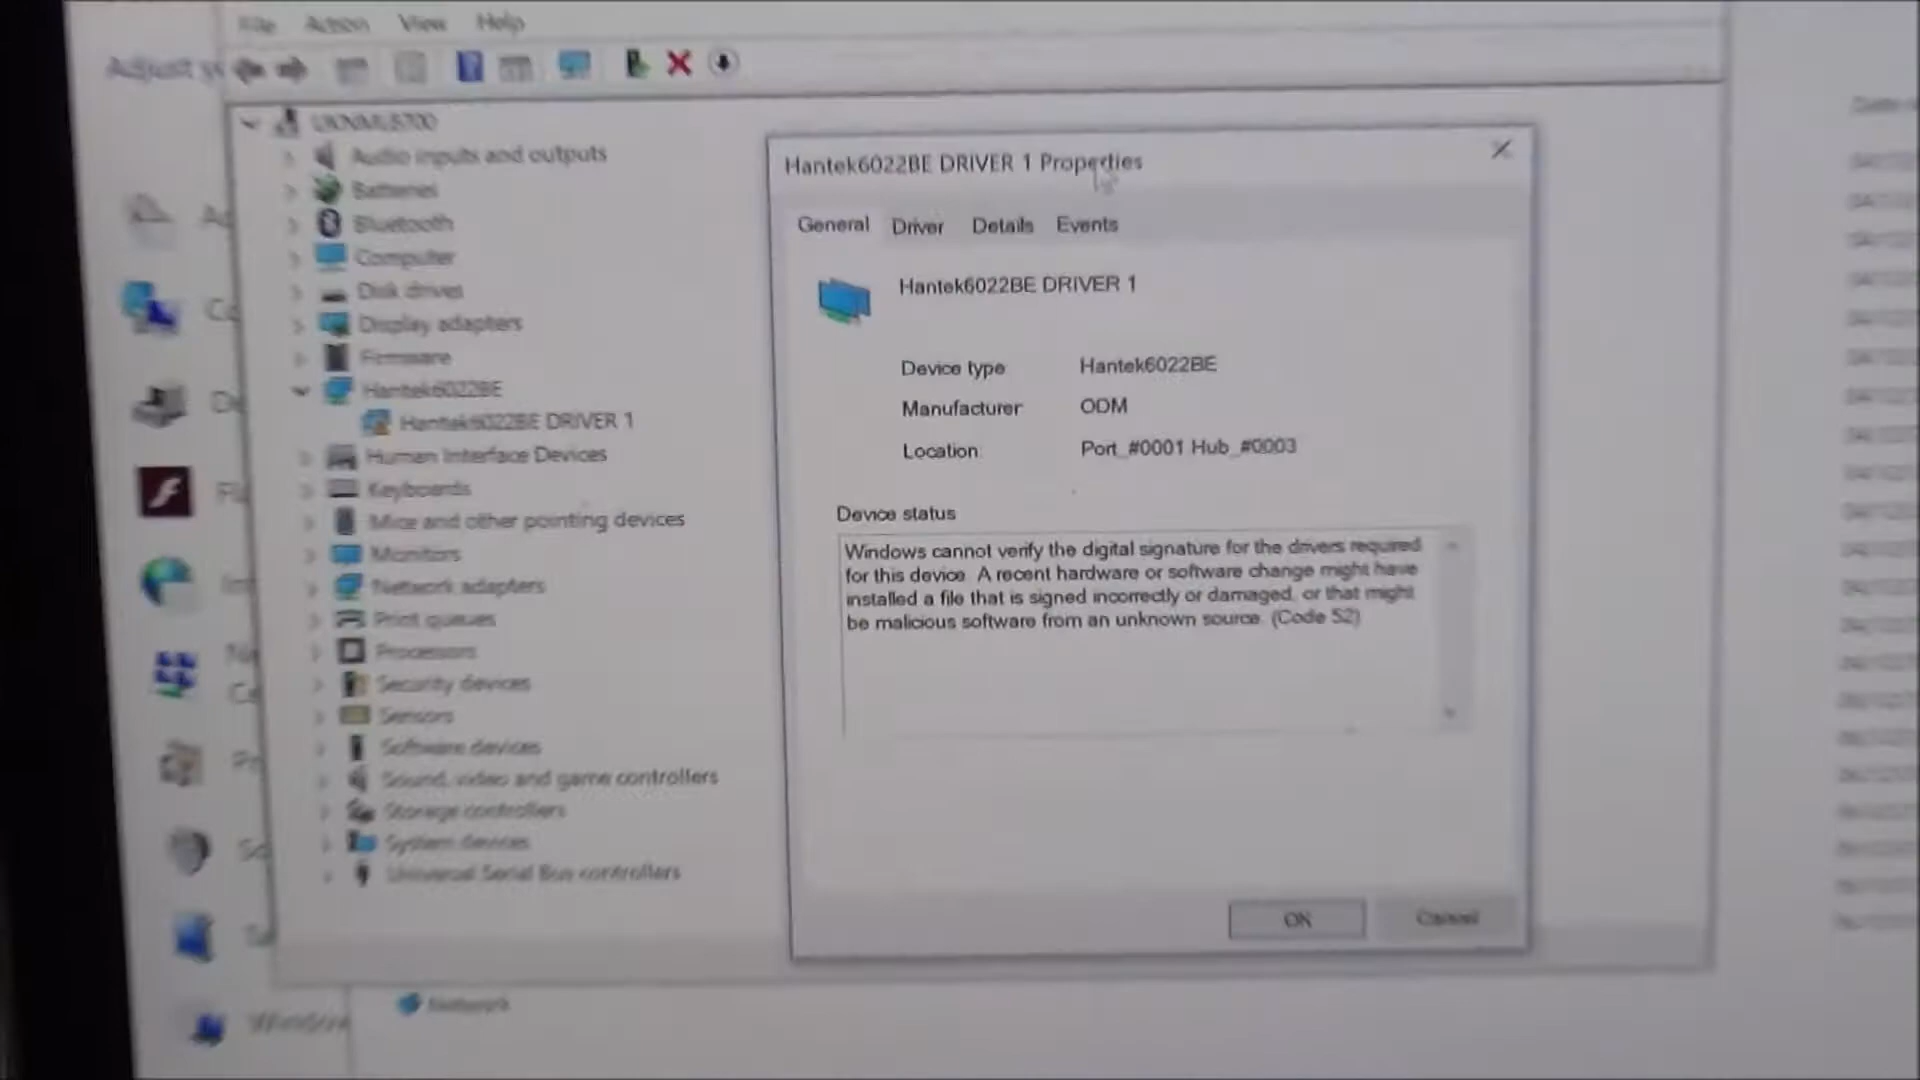 File Action View Help
Adjust
Audio inputs and outputs
Batteries
Bluetooth
Computer
Disk drives
Display adapters
Firmware
Hantek6022BE
Hantek6022BE DRIVER 1
Human Interface Devices
Keyboards
Mice and other pointing devices
Monitors
Network adapters
Print queues
Processors
Security devices
Sensors
Software devices
Sound, video and game controllers
Storage controllers
System devices
Universal Serial Bus controllers
Network
Window
Hantek6022BE DRIVER 1 Properties
General Driver Details Events
Hantek6022BE DRIVER 1
Device type Hantek6022BE
Manufacturer ODM
Location Port_#0001 Hub_#0003
Device status
Windows cannot verify the digital signature for the drivers required
for this device. A recent hardware or software change might have
installed a file that is signed incorrectly or damaged, or that might
be malicious software from an unknown source. (Code 52)
OK Cancel